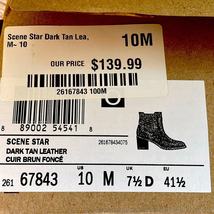 Scene Star Dark Tan Lea,
M~ 10
10M
OUR PRICE
$139.99
26167843 100M
8 89002 54541 8
SCENE STAR
26167843407S
DARK TAN LEATHER
CUIR BRUN FONCÉ
261 67843 10 M UK 7½ D EUR 41½